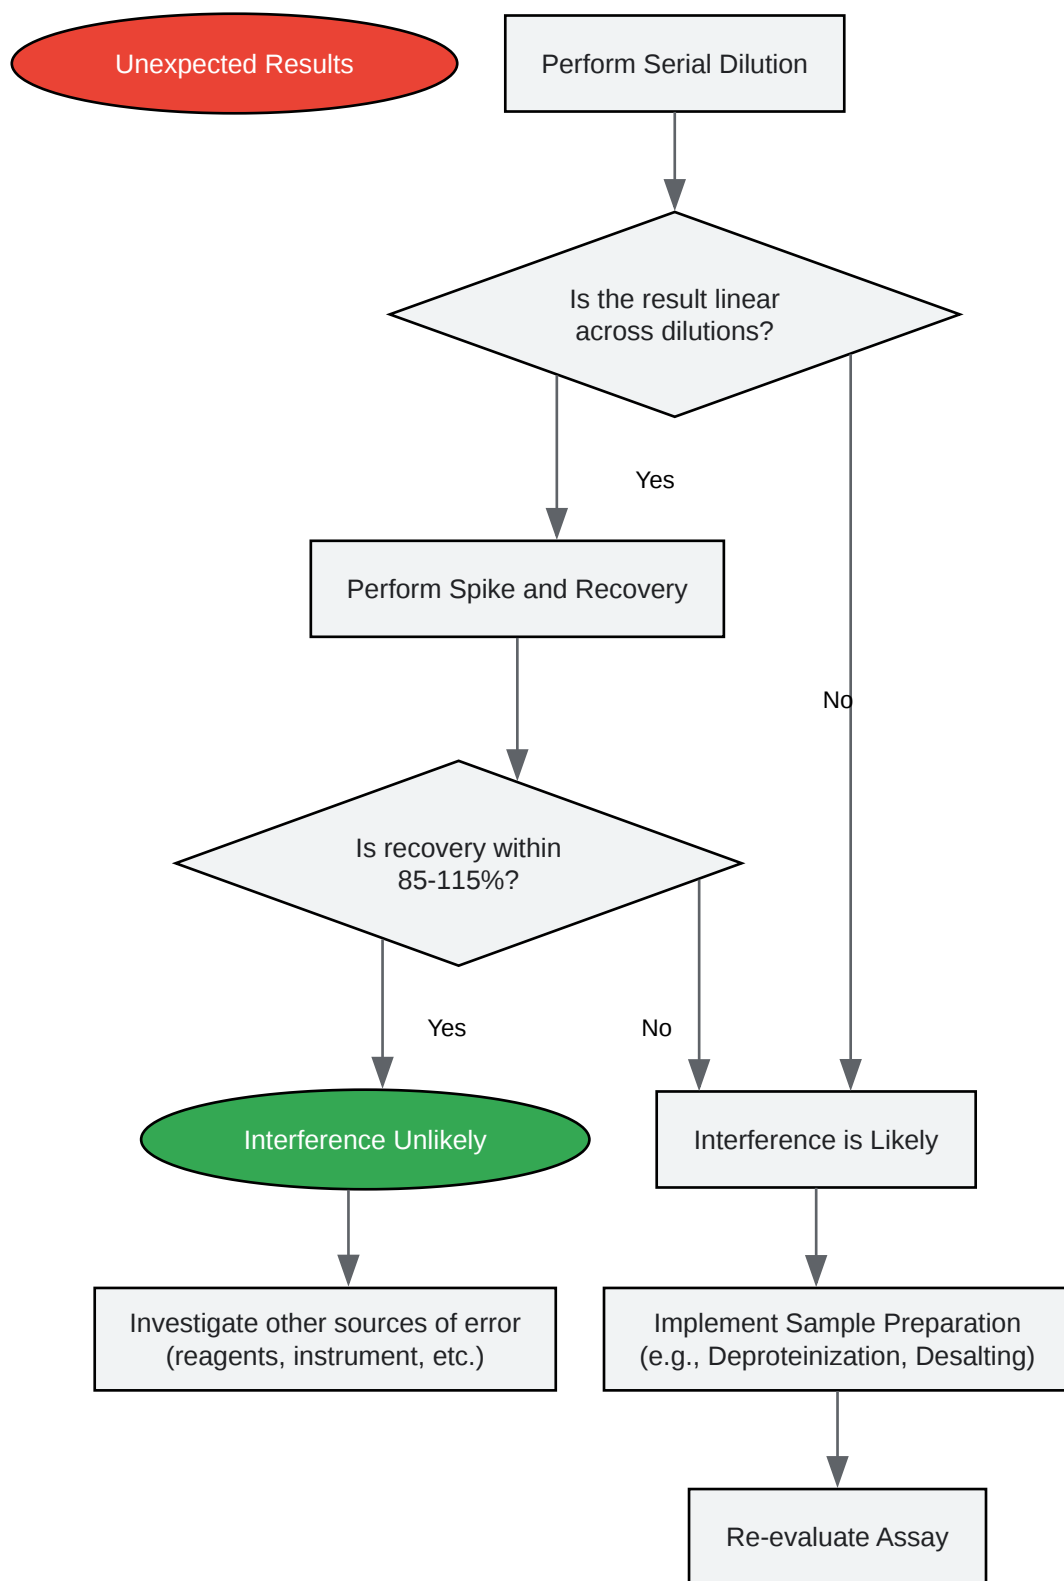 Unexpected Results
Perform Serial Dilution
Is the result linear
across dilutions?
Yes
Perform Spike and Recovery
No
Is recovery within
85-115%?
Yes
No
Interference Unlikely
Interference is Likely
Investigate other sources of error
(reagents, instrument, etc.)
Implement Sample Preparation
(e.g., Deproteinization, Desalting)
Re-evaluate Assay